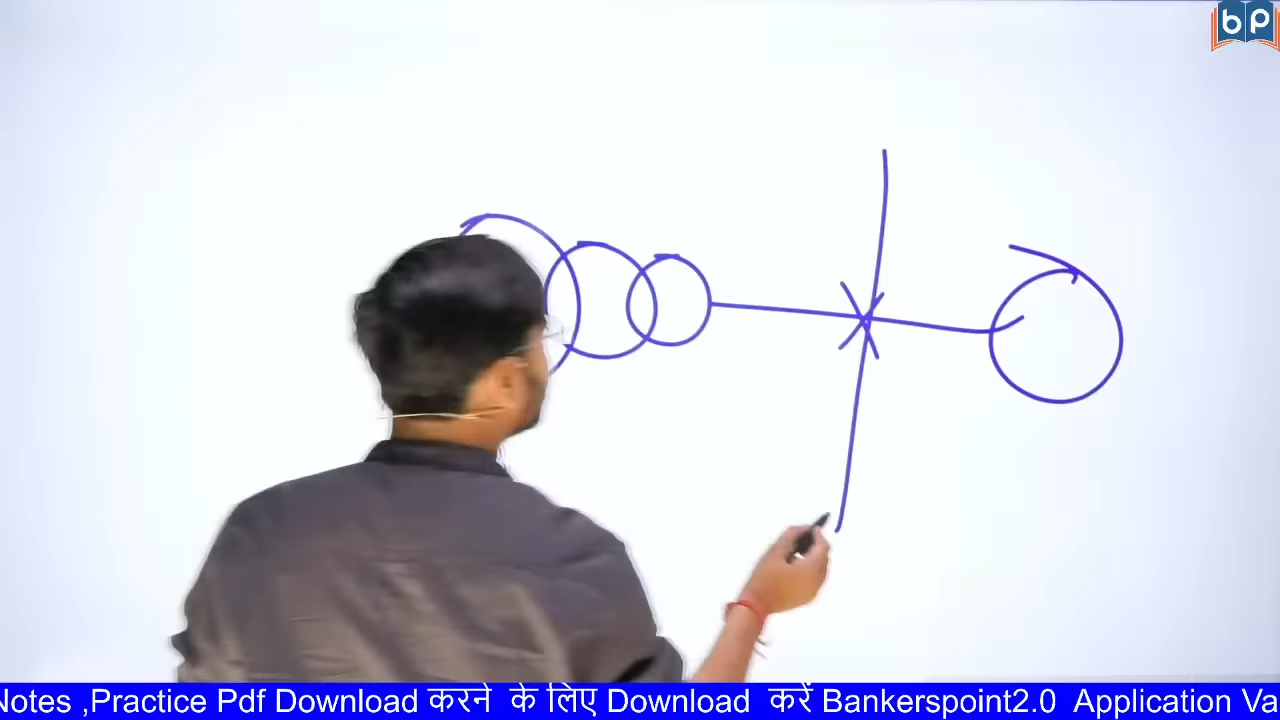 bp
Notes ,Practice Pdf Download करने के लिए Download करें Bankerspoint2.0 Application Va